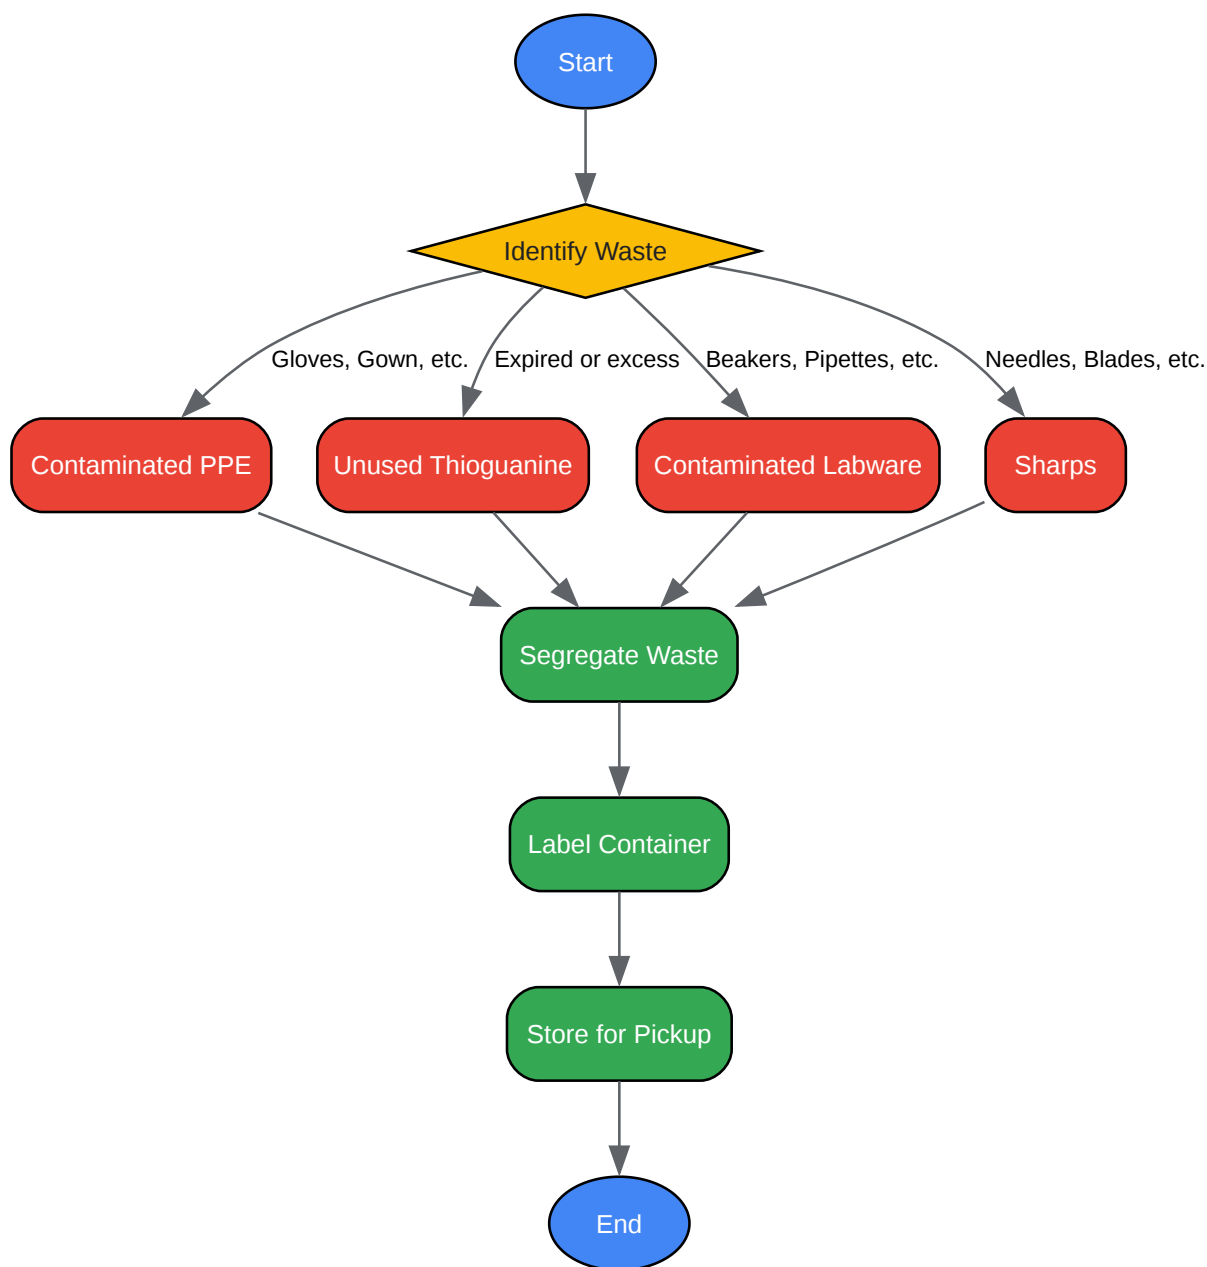 Start
Identify Waste
Gloves, Gown, etc.
Expired or excess
Beakers, Pipettes, etc.
Needles, Blades, etc.
Contaminated PPE
Unused Thioguanine
Contaminated Labware
Sharps
Segregate Waste
Label Container
Store for Pickup
End